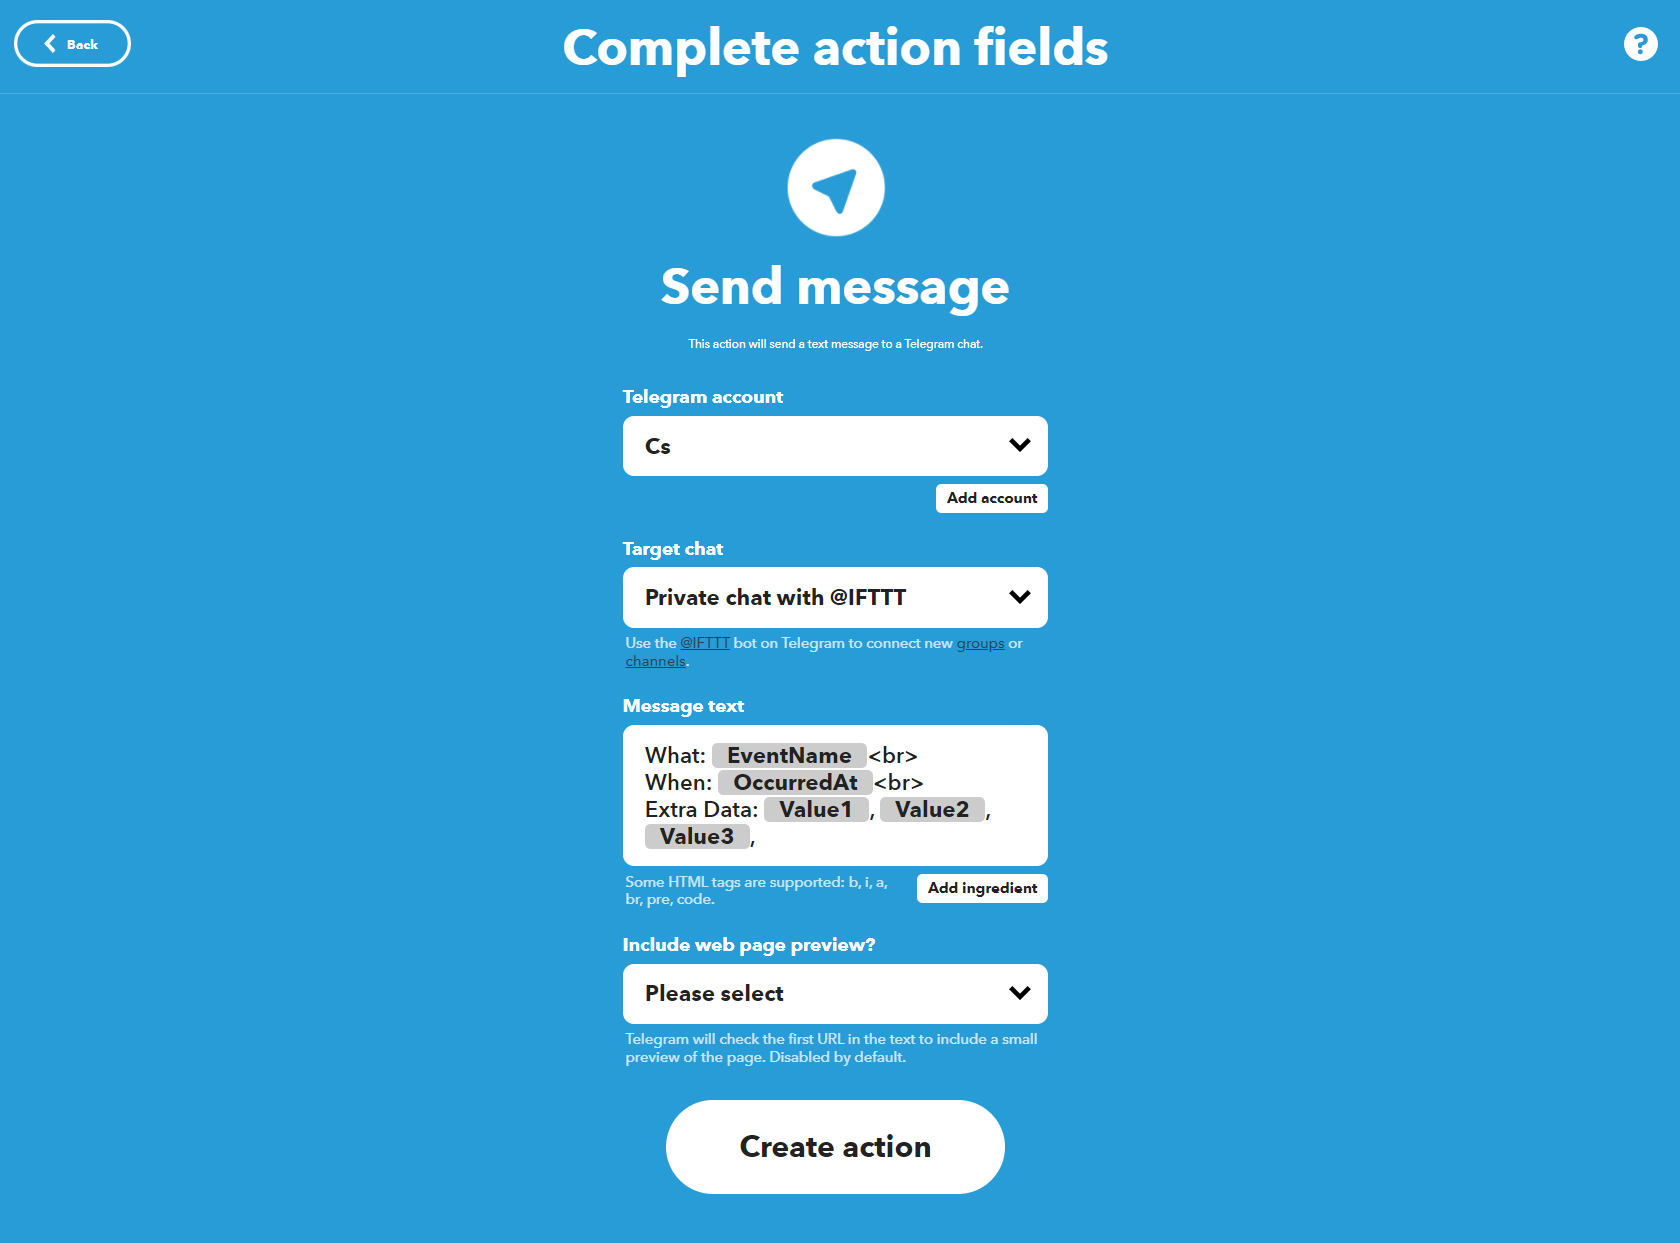 Back
Complete action fields
?
Send message
This action will send a text message to a Telegram chat.
Telegram account
Cs
Add account
Target chat
Private chat with @IFTTT
Use the @IFTTT bot on Telegram to connect new groups or
channels.
Message text
What: EventName <br>
When: OccurredAt <br>
Extra Data: Value1 , Value2 ,
Value3 ,
Some HTML tags are supported: b, i, a,
br, pre, code.
Add ingredient
Include web page preview?
Please select
Telegram will check the first URL in the text to include a small
preview of the page. Disabled by default.
Create action